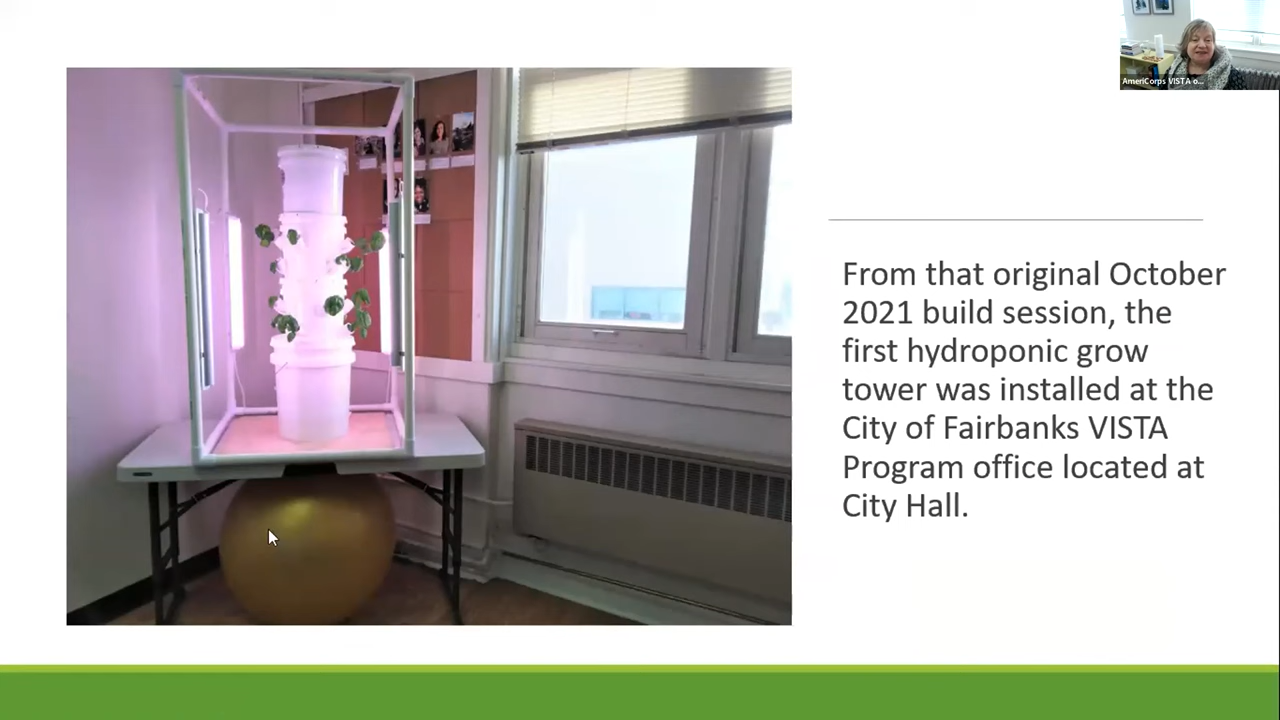 AmeriCorps VISTA o...
From that original October
2021 build session, the
first hydroponic grow
tower was installed at the
City of Fairbanks VISTA
Program office located at
City Hall.